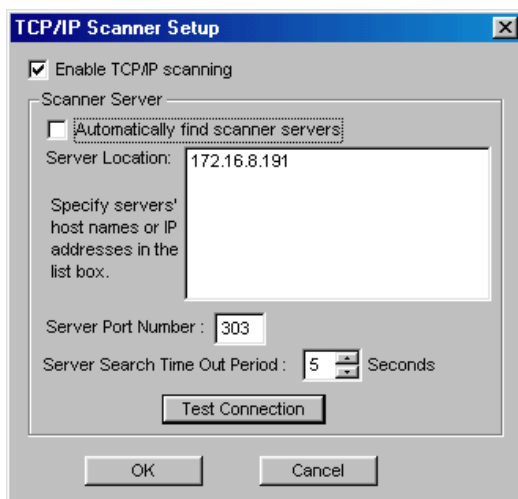 TCP/IP Scanner Setup
Enable TCP/IP scanning
Scanner Server
Automatically find scanner servers
Server Location:
172.16.8.191
Specify servers'
host names or IP
addresses in the
list box.
Server Port Number : 303
Server Search Time Out Period : 5 Seconds
Test Connection
OK Cancel